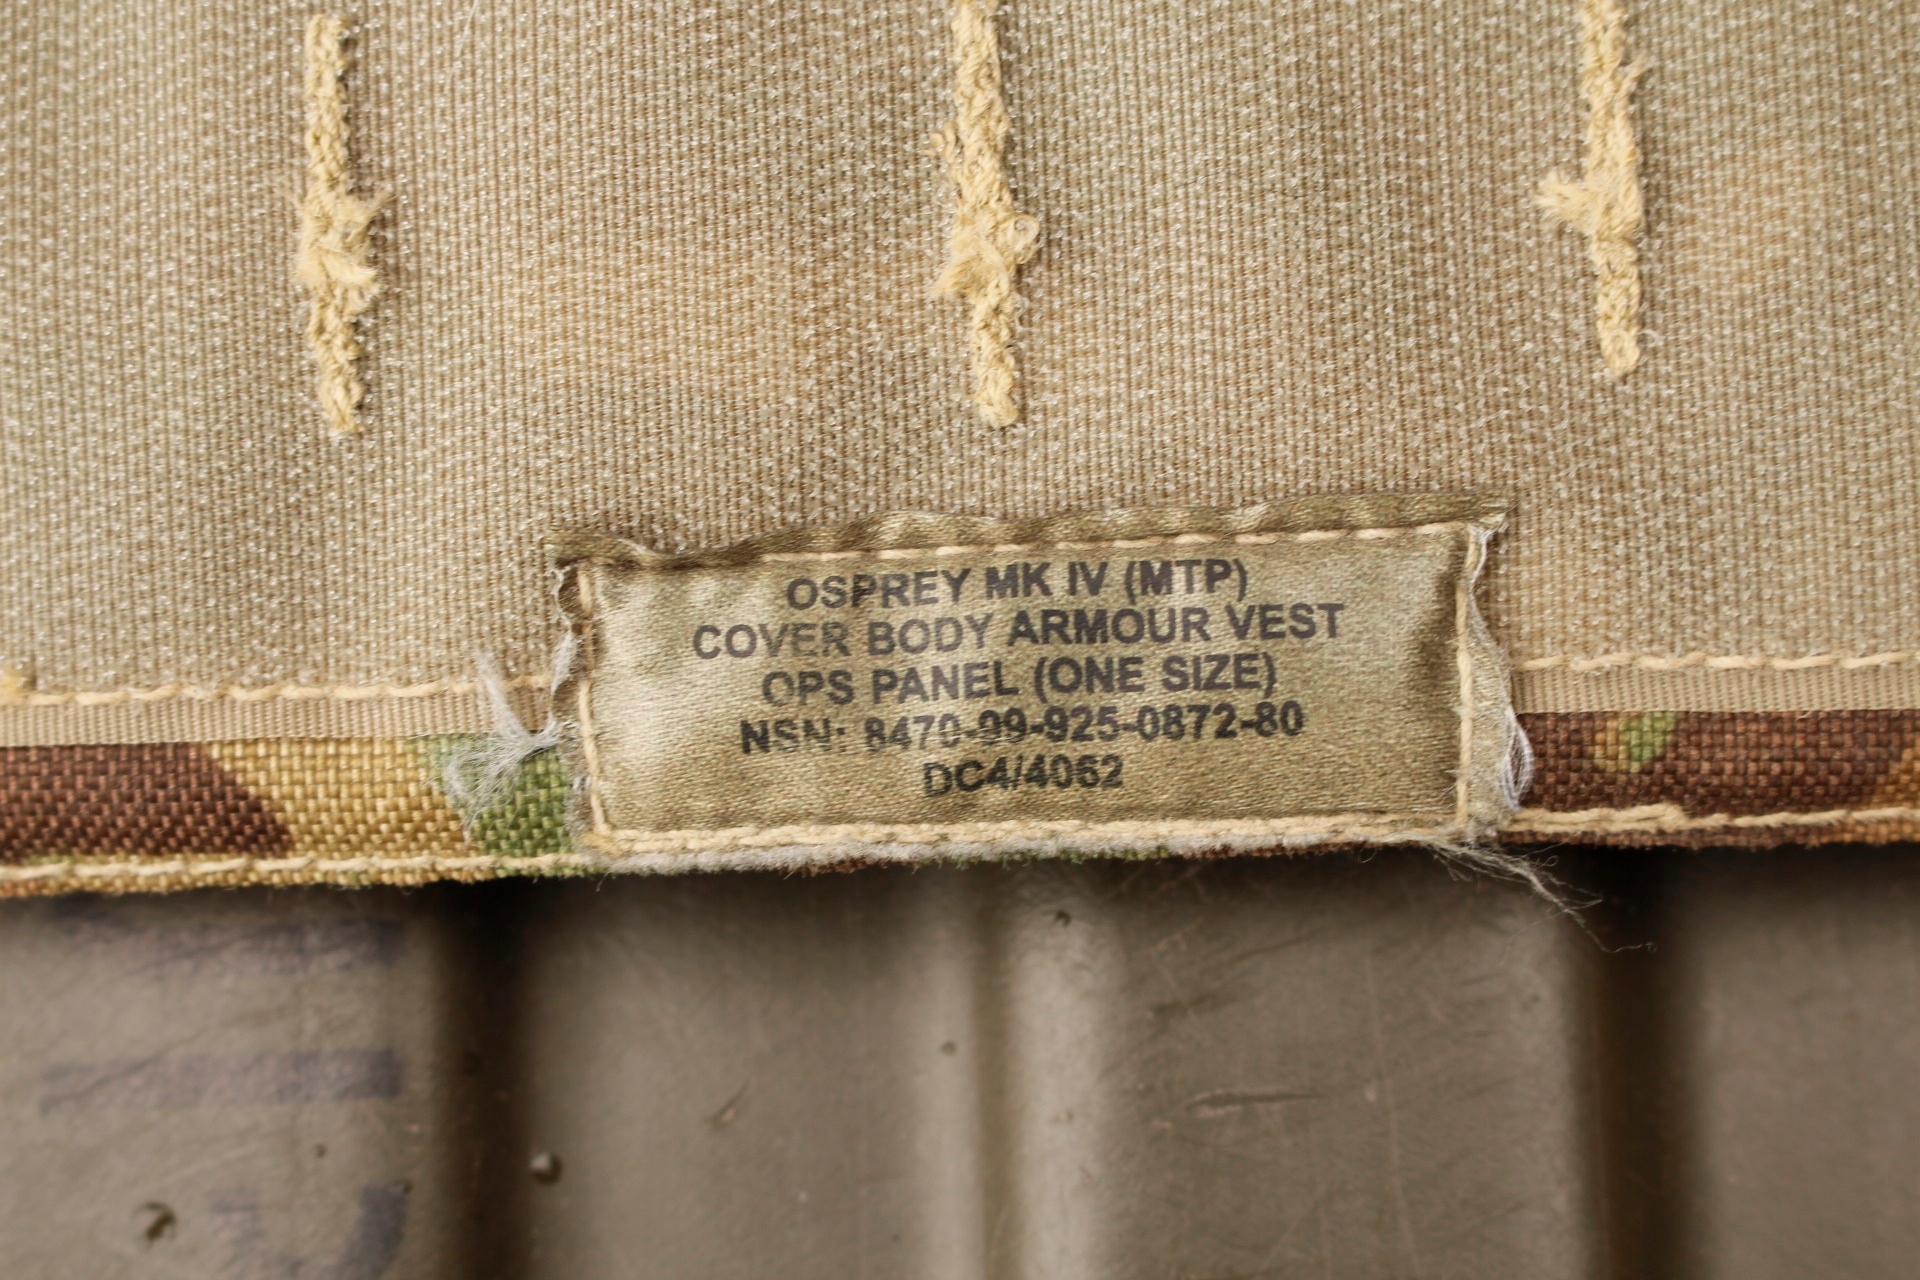 OSPREY MK IV (MTP)
COVER BODY ARMOUR VEST
OPS PANEL (ONE SIZE)
NSN: 8470-99-925-0872-80
DC4/4062